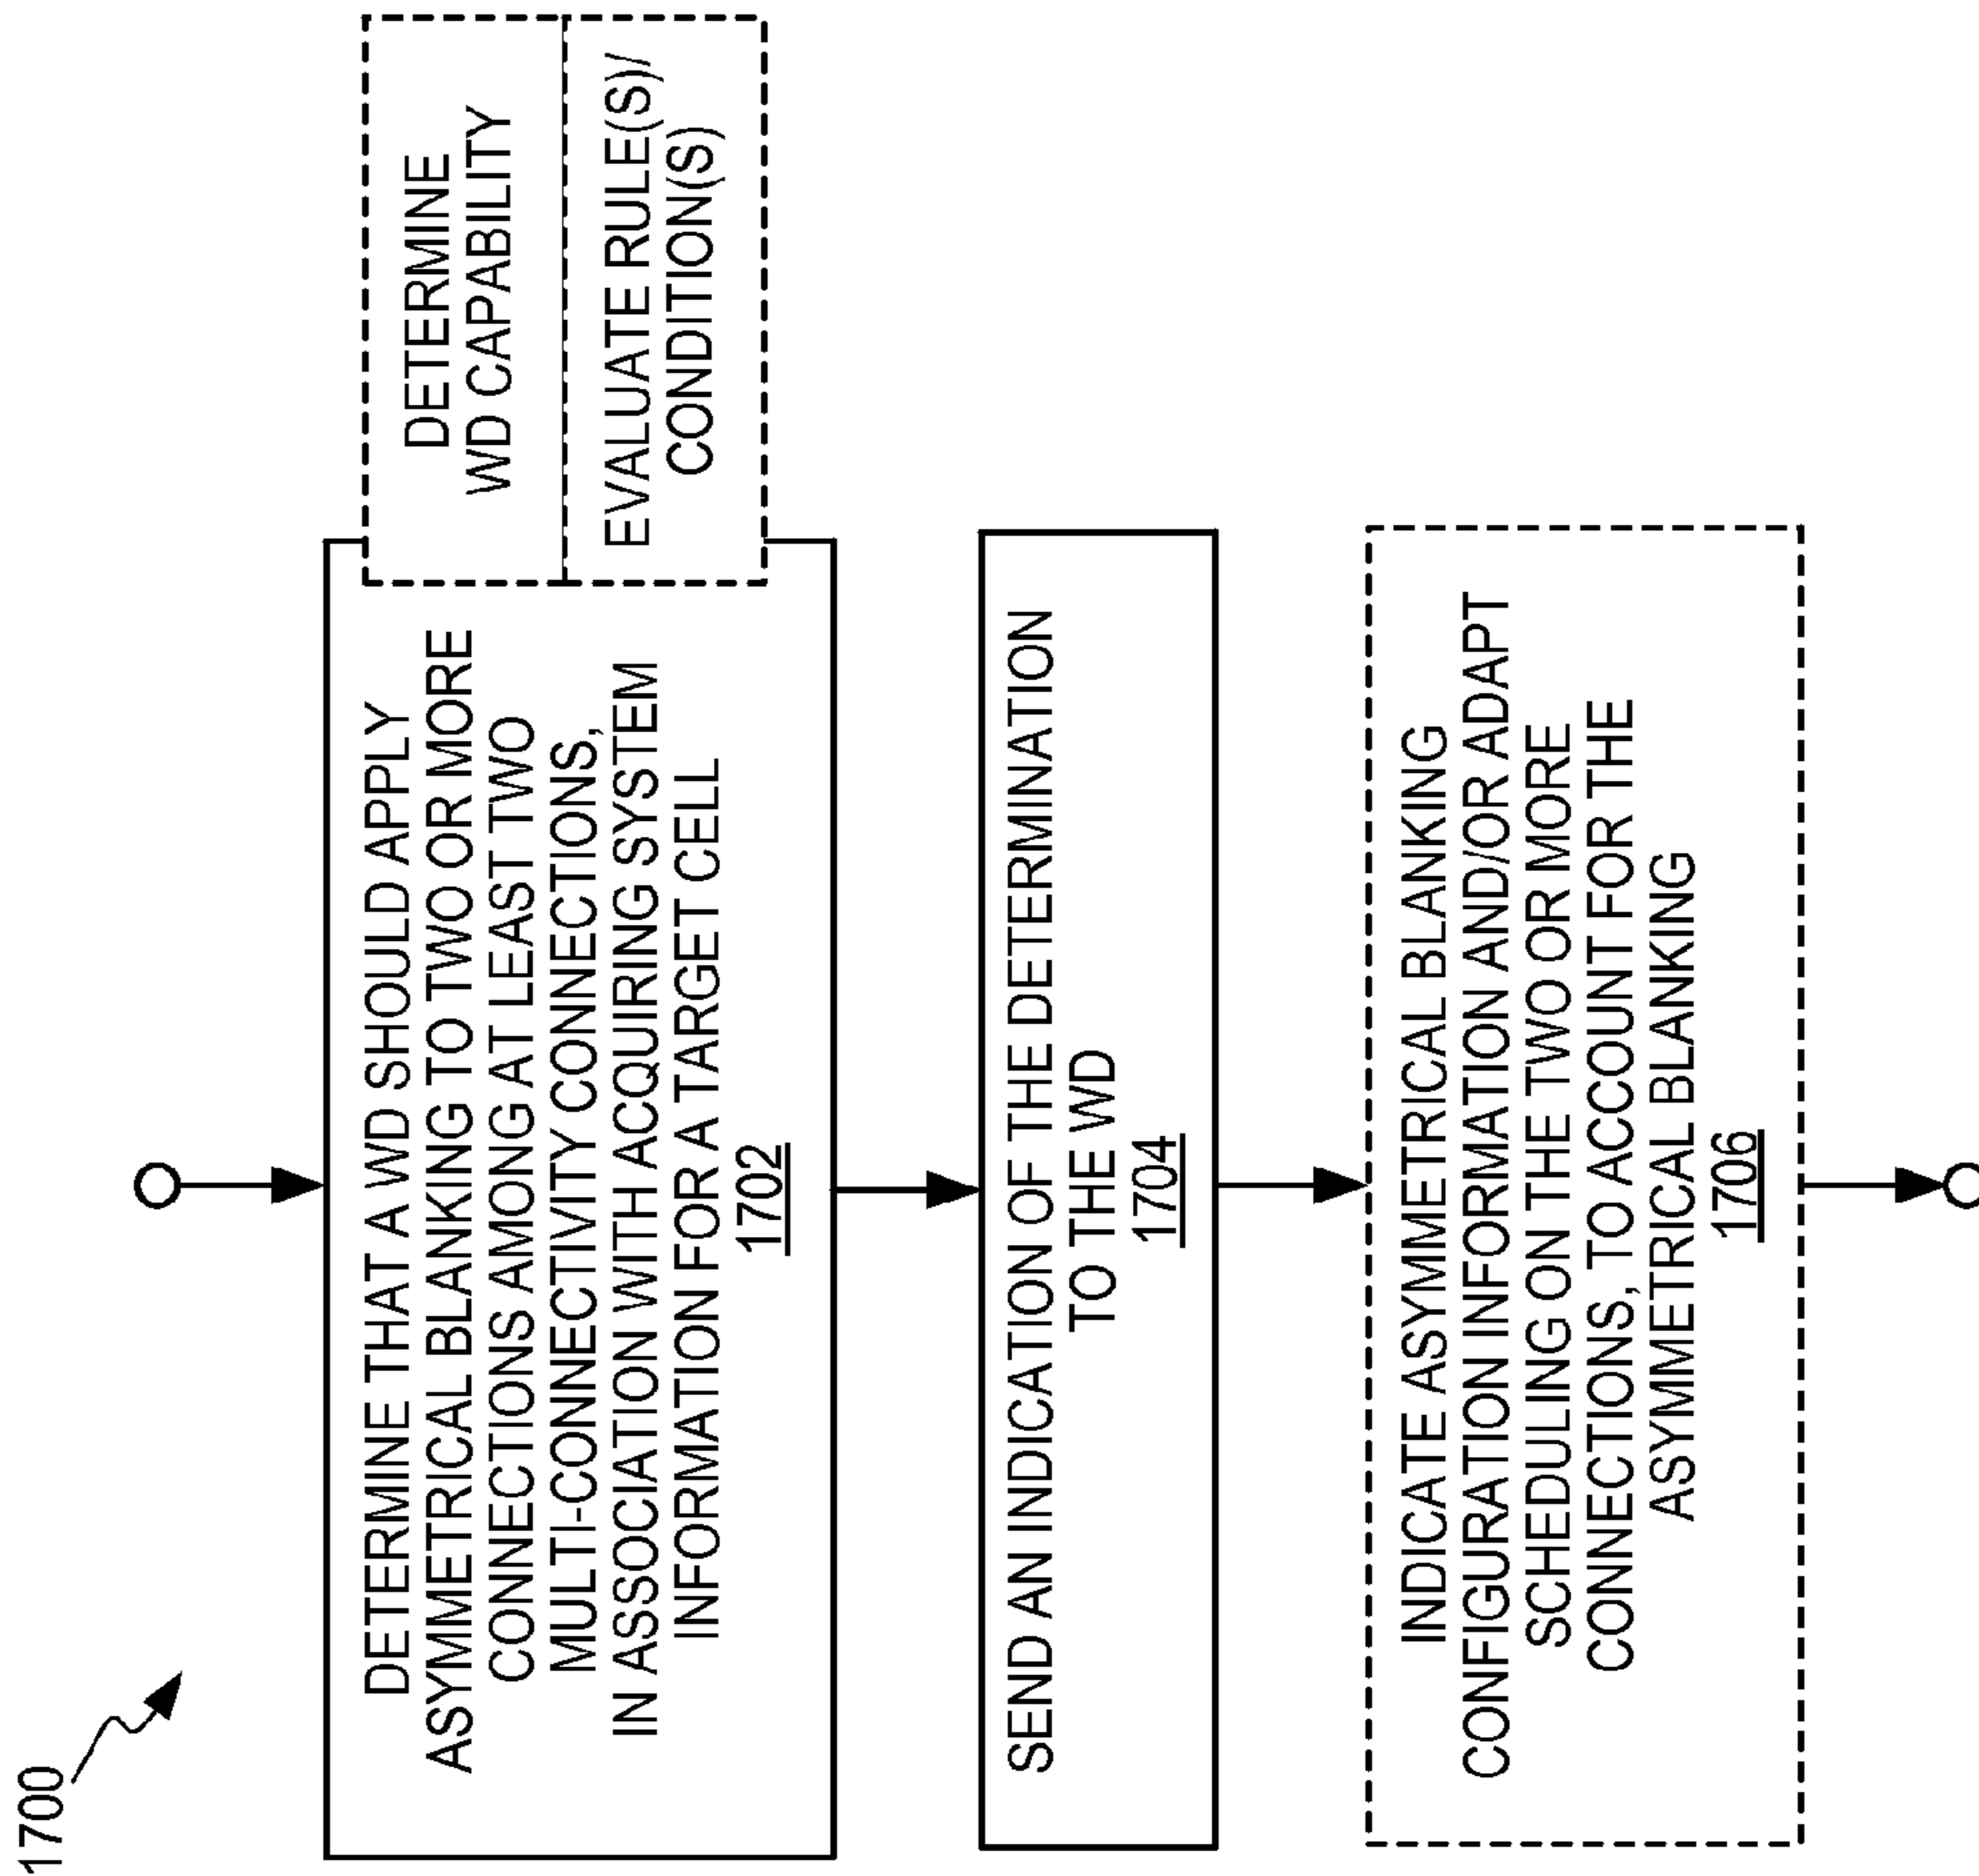 1700
DETERMINE THAT A WD SHOULD APPLY
ASYMMETRICAL BLANKING TO TWO OR MORE
CONNECTIONS AMONG AT LEAST TWO
MULTI-CONNECTIVITY CONNECTIONS,
IN ASSOCIATION WITH ACQUIRING SYSTEM
INFORMATION FOR A TARGET CELL
1702
DETERMINE
WD CAPABILITY
EVALUATE RULE(S)/
CONDITION(S)
SEND AN INDICATION OF THE DETERMINATION
TO THE WD
1704
INDICATE ASYMMETRICAL BLANKING
CONFIGURATION INFORMATION AND/OR ADAPT
SCHEDULING ON THE TWO OR MORE
CONNECTIONS, TO ACCOUNT FOR THE
ASYMETRICAL BLANKING
1706